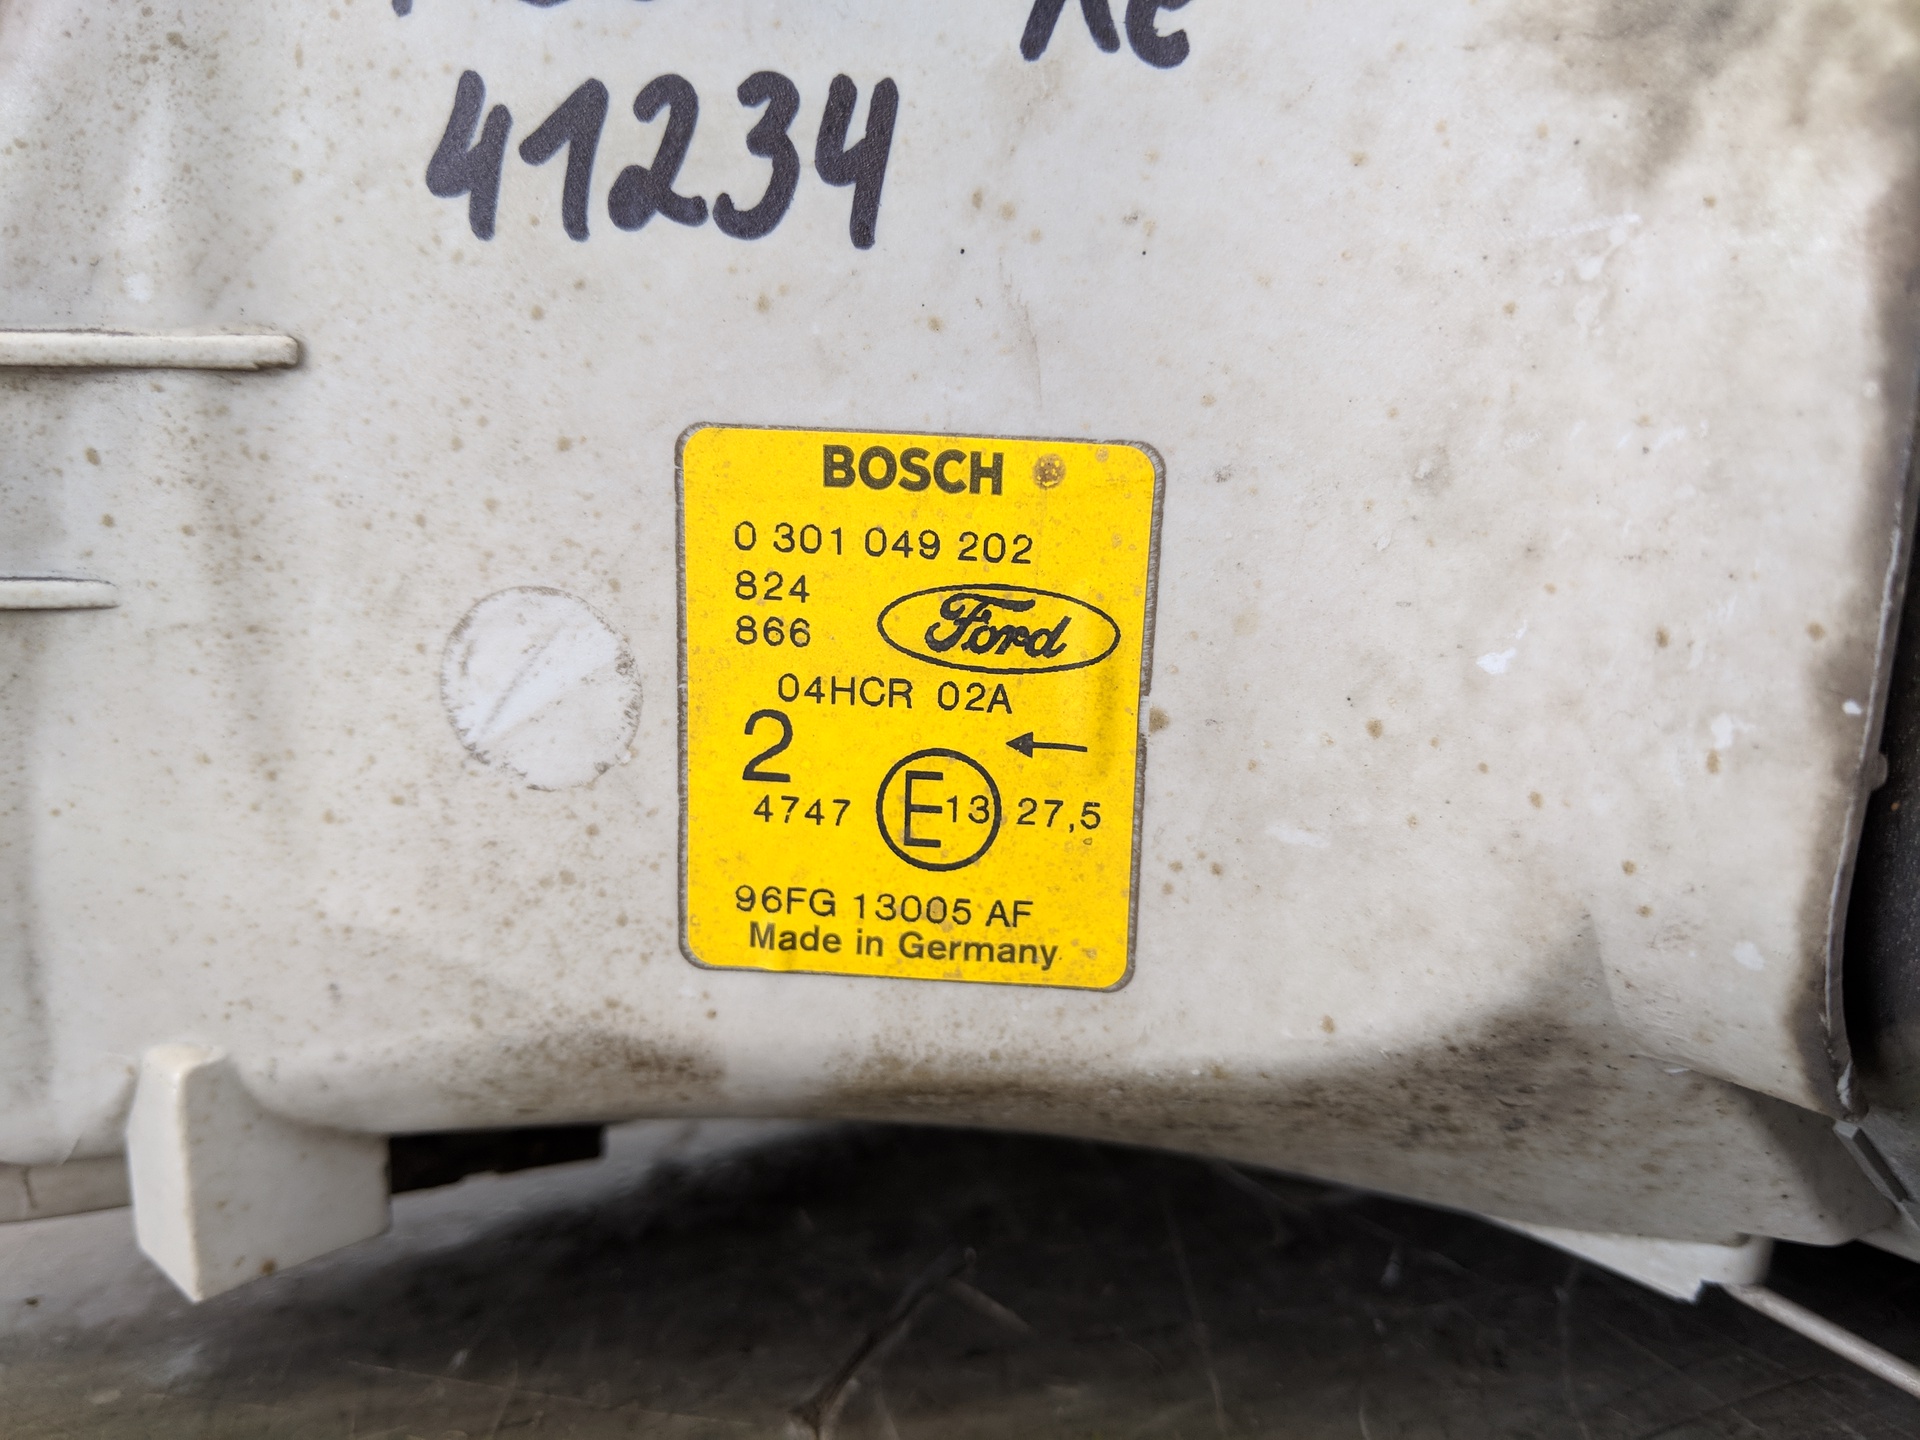 41234
BOSCH
0 301 049 202
824
866
Ford
04HCR 02A
2 ←
4747 E13 27,5
96FG 13005 AF
Made in Germany